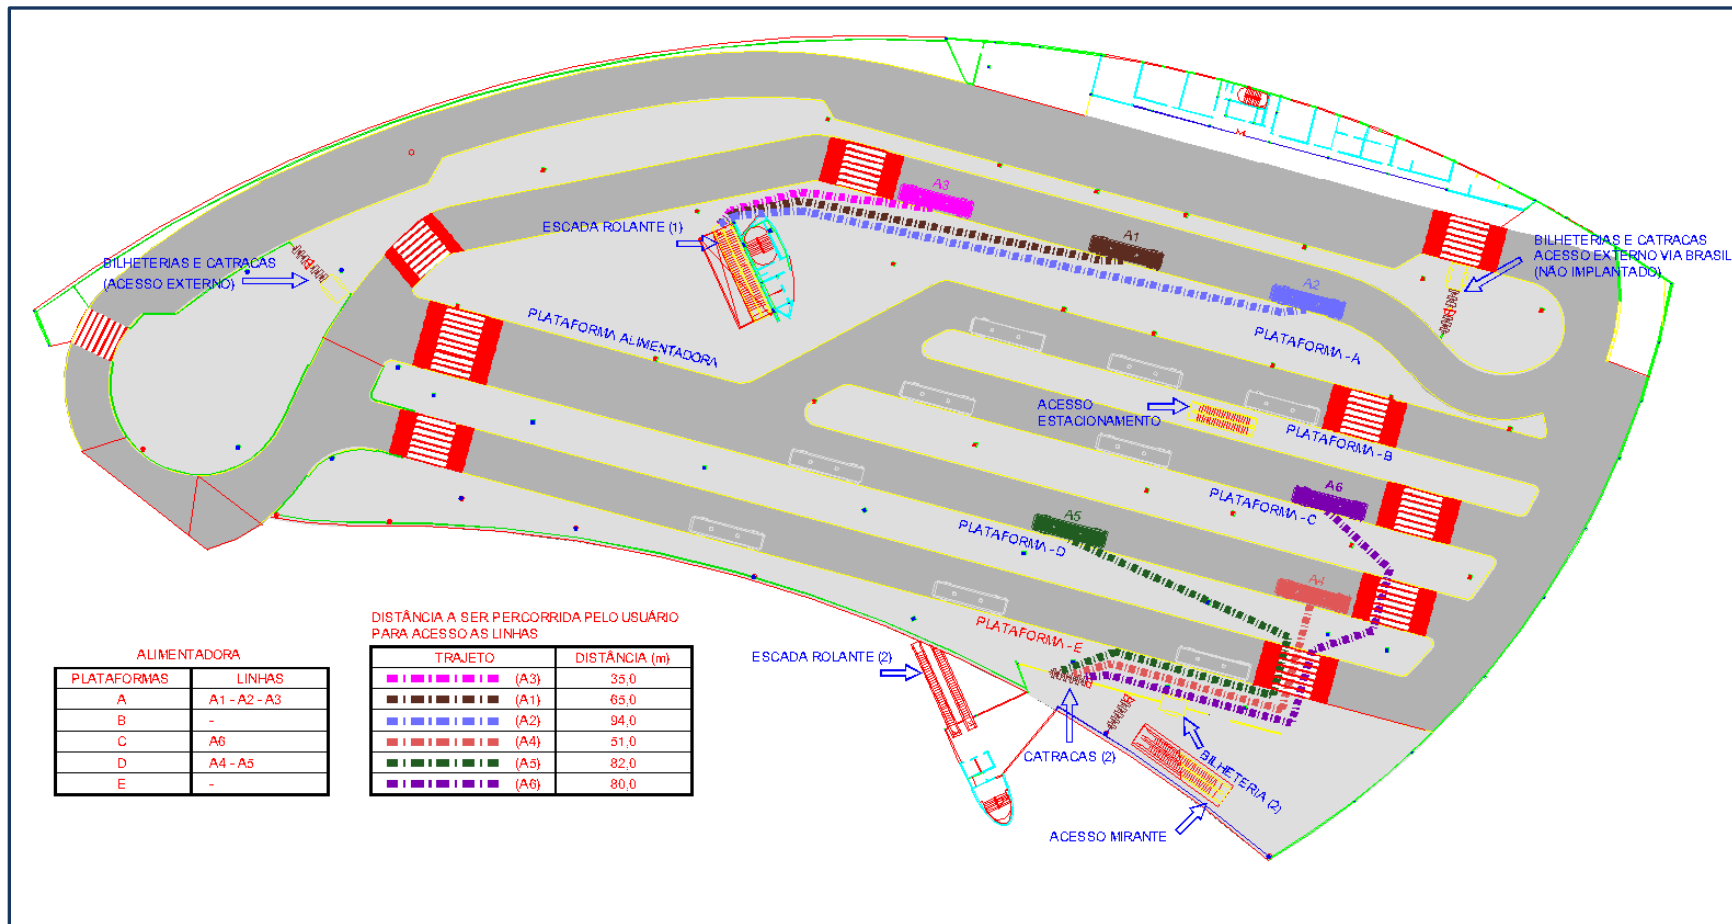 A3
ESCADA ROLANTE (1)
A1
BILHETERIAS E CATRACAS
ACESSO EXTERNO VIA BRASIL
(NÃO IMPLANTADO)
BILHETERIAS E CATRACAS
(ACESSO EXTERNO)
A2
PLATAFORMA ALIMENTADORA
PLATAFORMA - A
ACESSO
ESTACIONAMENTO
PLATAFORMA - B
A6
PLATAFORMA - C
A5
PLATAFORMA - D
A4
PLATAFORMA - E
ESCADA ROLANTE (2)
CATRACAS (2)
BILHETERIA (2)
ACESSO MIRANTE
ALIMENTADORA
PLATAFORMAS LINHAS
A A1 - A2 - A3
B -
C A6
D A4 - A5
E -
DISTÂNCIA A SER PERCORRIDA PELO USUÁRIO
PARA ACESSO AS LINHAS
TRAJETO DISTÂNCIA (m)
(A3) 35,0
(A1) 65,0
(A2) 94,0
(A4) 51,0
(A5) 82,0
(A6) 80,0